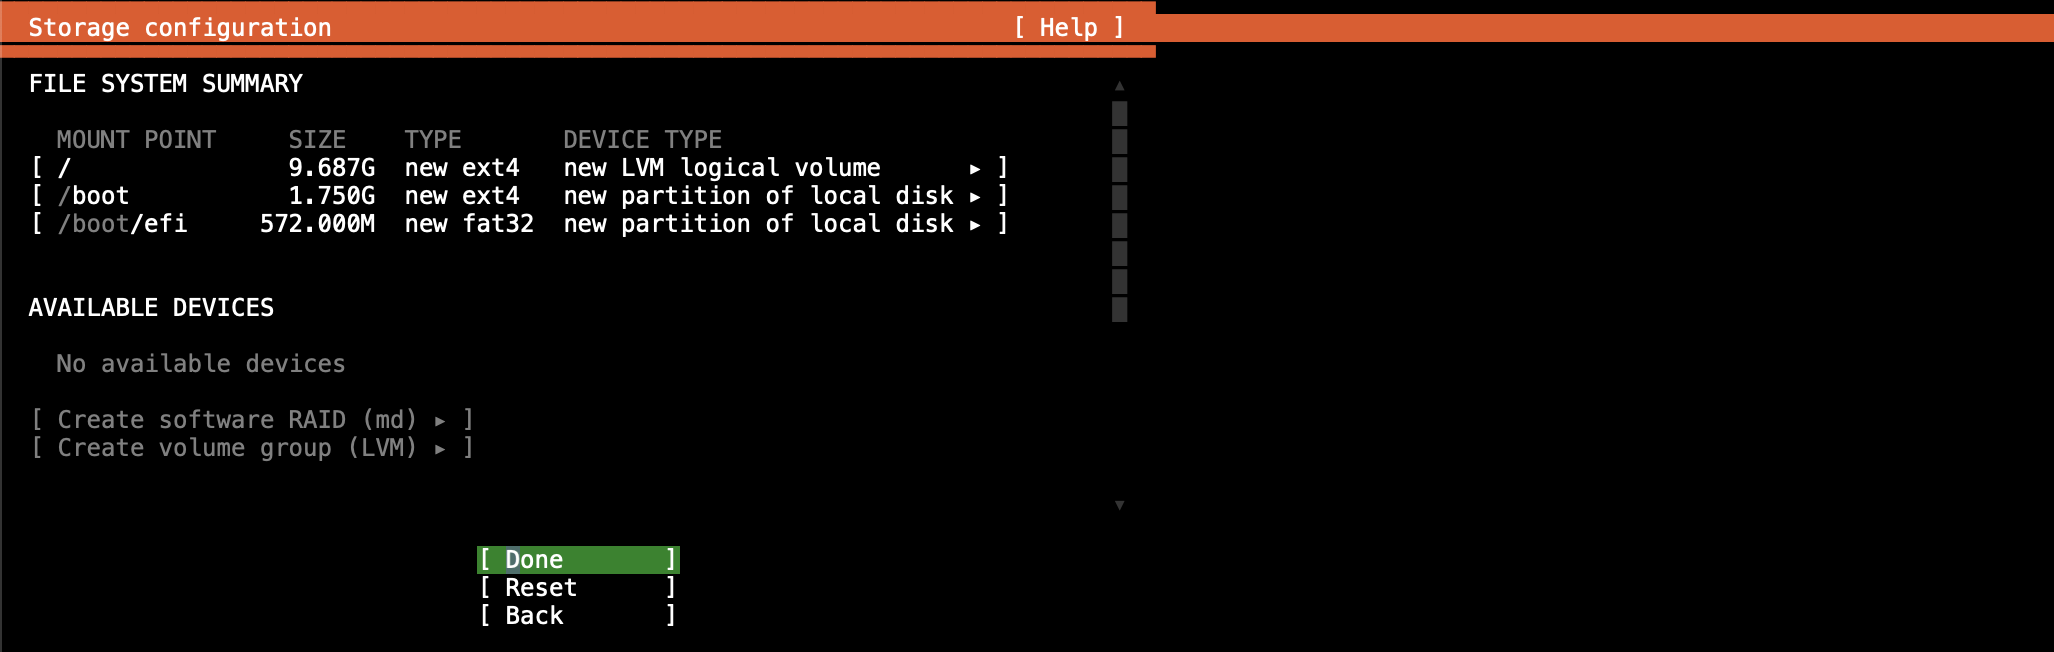 Storage configuration [ Help ]
FILE SYSTEM SUMMARY
MOUNT POINT SIZE TYPE DEVICE TYPE
[ / 9.687G new ext4 new LVM logical volume ▸ ]
[ /boot 1.750G new ext4 new partition of local disk ▸ ]
[ /boot/efi 572.000M new fat32 new partition of local disk ▸ ]
AVAILABLE DEVICES
No available devices
[ Create software RAID (md) ▸ ]
[ Create volume group (LVM) ▸ ]
[ Done ]
[ Reset ]
[ Back ]